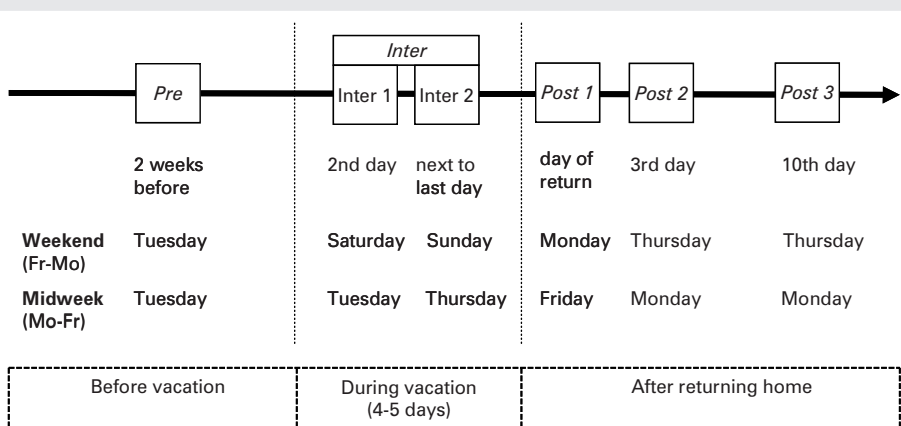 Inter
Pre
Inter 1
Inter 2
Post 1
Post 2
Post 3
2 weeks
before
2nd day
next to
last day
day of
return
3rd day
10th day
Weekend Tuesday Saturday Sunday Monday Thursday Thursday
(Fr-Mo)
Midweek Tuesday Tuesday Thursday Friday Monday Monday
(Mo-Fr)
Before vacation
During vacation
(4-5 days)
After returning home